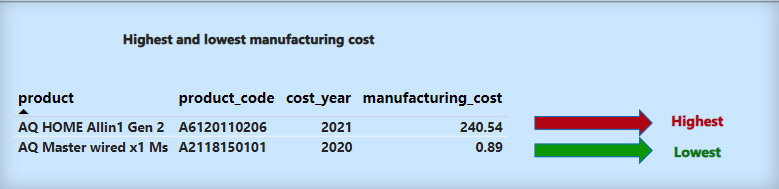 Highest and lowest manufacturing cost
product product_code cost_year manufacturing_cost
AQ HOME Allin1 Gen 2 A6120110206 2021 240.54 Highest
AQ Master wired x1 Ms A2118150101 2020 0.89 Lowest